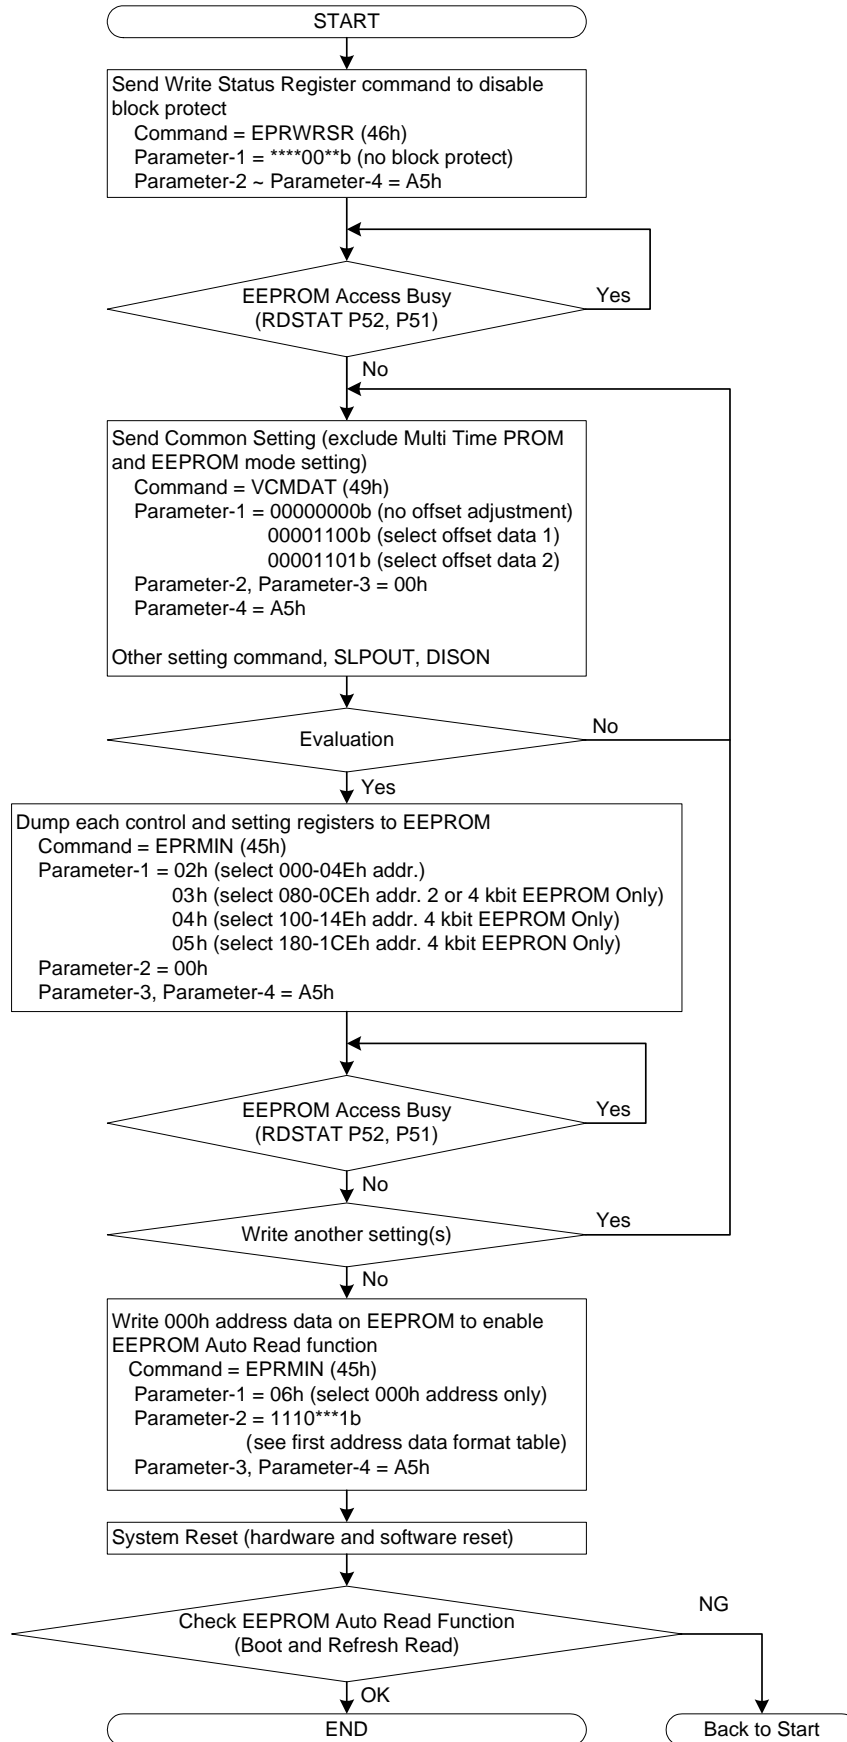 START
Send Write Status Register command to disable
block protect
Command = EPRWRSR (46h)
Parameter-1 = ****00**b (no block protect)
Parameter-2 ~ Parameter-4 = A5h
EEPROM Access Busy
(RDSTAT P52, P51)
Yes
No
Send Common Setting (exclude Multi Time PROM
and EEPROM mode setting)
Command = VCMDAT (49h)
Parameter-1 = 00000000b (no offset adjustment)
00001100b (select offset data 1)
00001101b (select offset data 2)
Parameter-2, Parameter-3 = 00h
Parameter-4 = A5h
Other setting command, SLPOUT, DISON
Evaluation
No
Yes
Dump each control and setting registers to EEPROM
Command = EPRMIN (45h)
Parameter-1 = 02h (select 000-04Eh addr.)
03h (select 080-0CEh addr. 2 or 4 kbit EEPROM Only)
04h (select 100-14Eh addr. 4 kbit EEPROM Only)
05h (select 180-1CEh addr. 4 kbit EEPRON Only)
Parameter-2 = 00h
Parameter-3, Parameter-4 = A5h
EEPROM Access Busy
(RDSTAT P52, P51)
Yes
No
Write another setting(s)
Yes
No
Write 000h address data on EEPROM to enable
EEPROM Auto Read function
Command = EPRMIN (45h)
Parameter-1 = 06h (select 000h address only)
Parameter-2 = 1110***1b
(see first address data format table)
Parameter-3, Parameter-4 = A5h
System Reset (hardware and software reset)
Check EEPROM Auto Read Function
(Boot and Refresh Read)
NG
OK
END
Back to Start